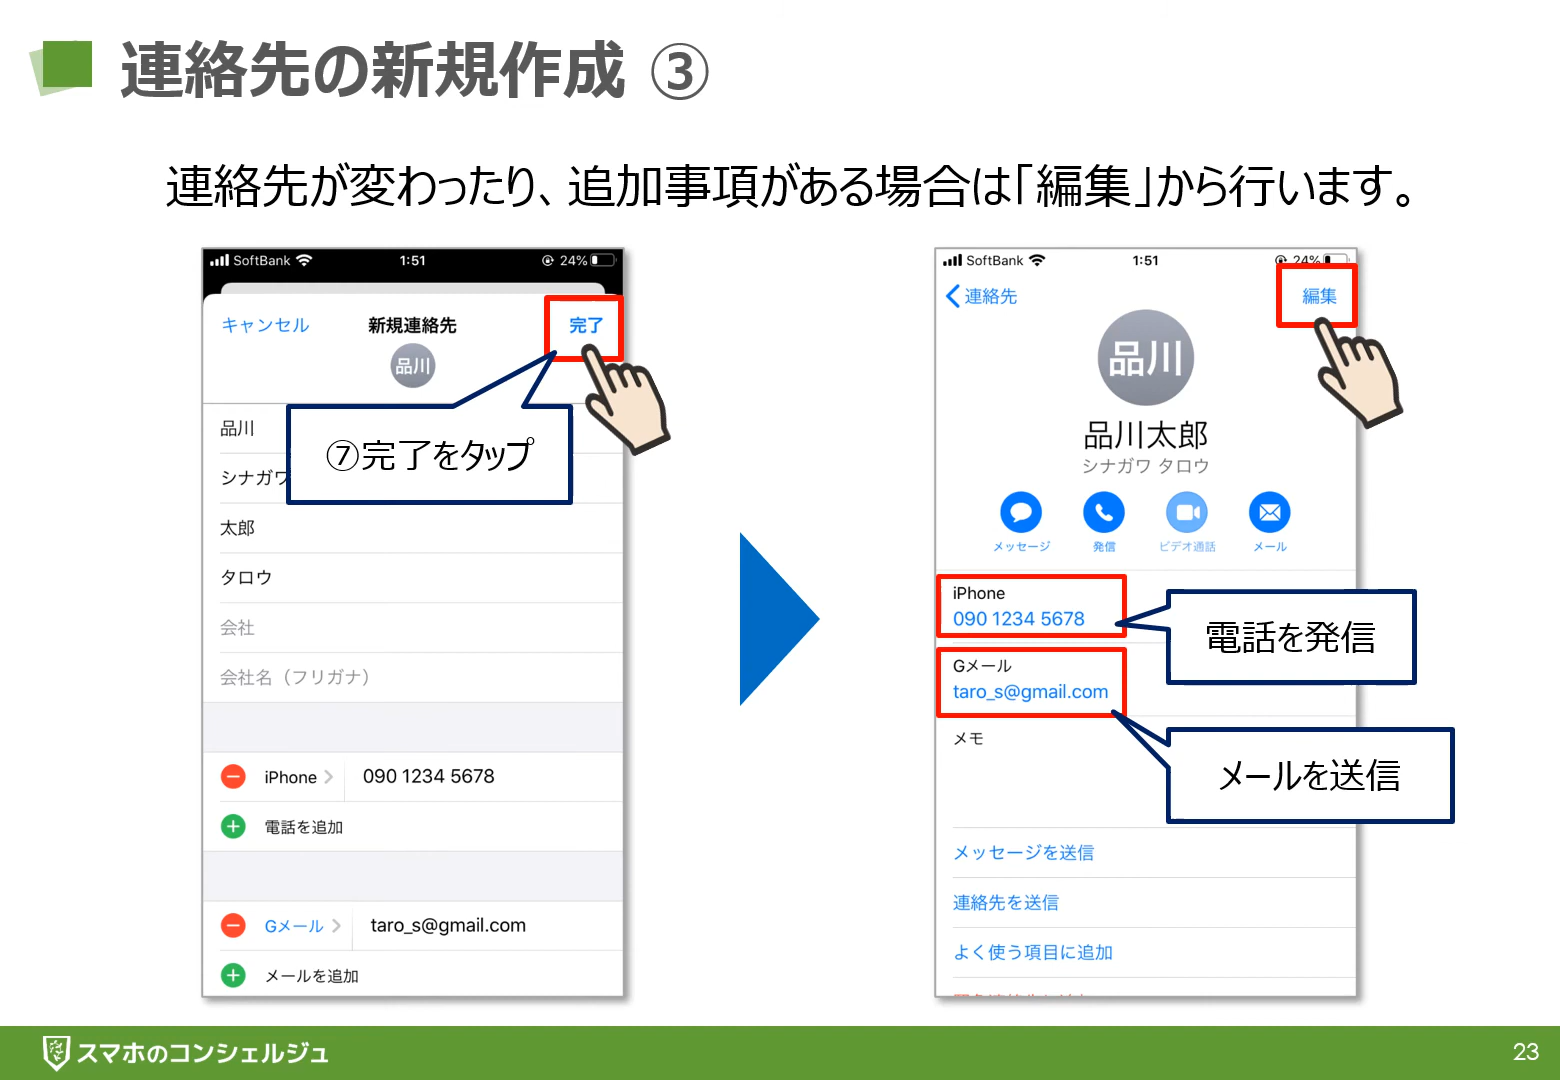 連絡先の新規作成 ③
連絡先が変わったり、追加事項がある場合は「編集」から行います。
SoftBank 1:51 24%
キャンセル 新規連絡先 完了
品川
品川
シナガワ
⑦完了をタップ
太郎
タロウ
会社
会社名（フリガナ）
iPhone 090 1234 5678
電話を追加
Gメール taro_s@gmail.com
メールを追加
SoftBank 1:51 24%
連絡先 編集
品川
品川太郎
シナガワ タロウ
メッセージ 発信 ビデオ通話 メール
iPhone
090 1234 5678
電話を発信
Gメール
taro_s@gmail.com
メモ
メールを送信
メッセージを送信
連絡先を送信
よく使う項目に追加
スマホのコンシェルジュ
23